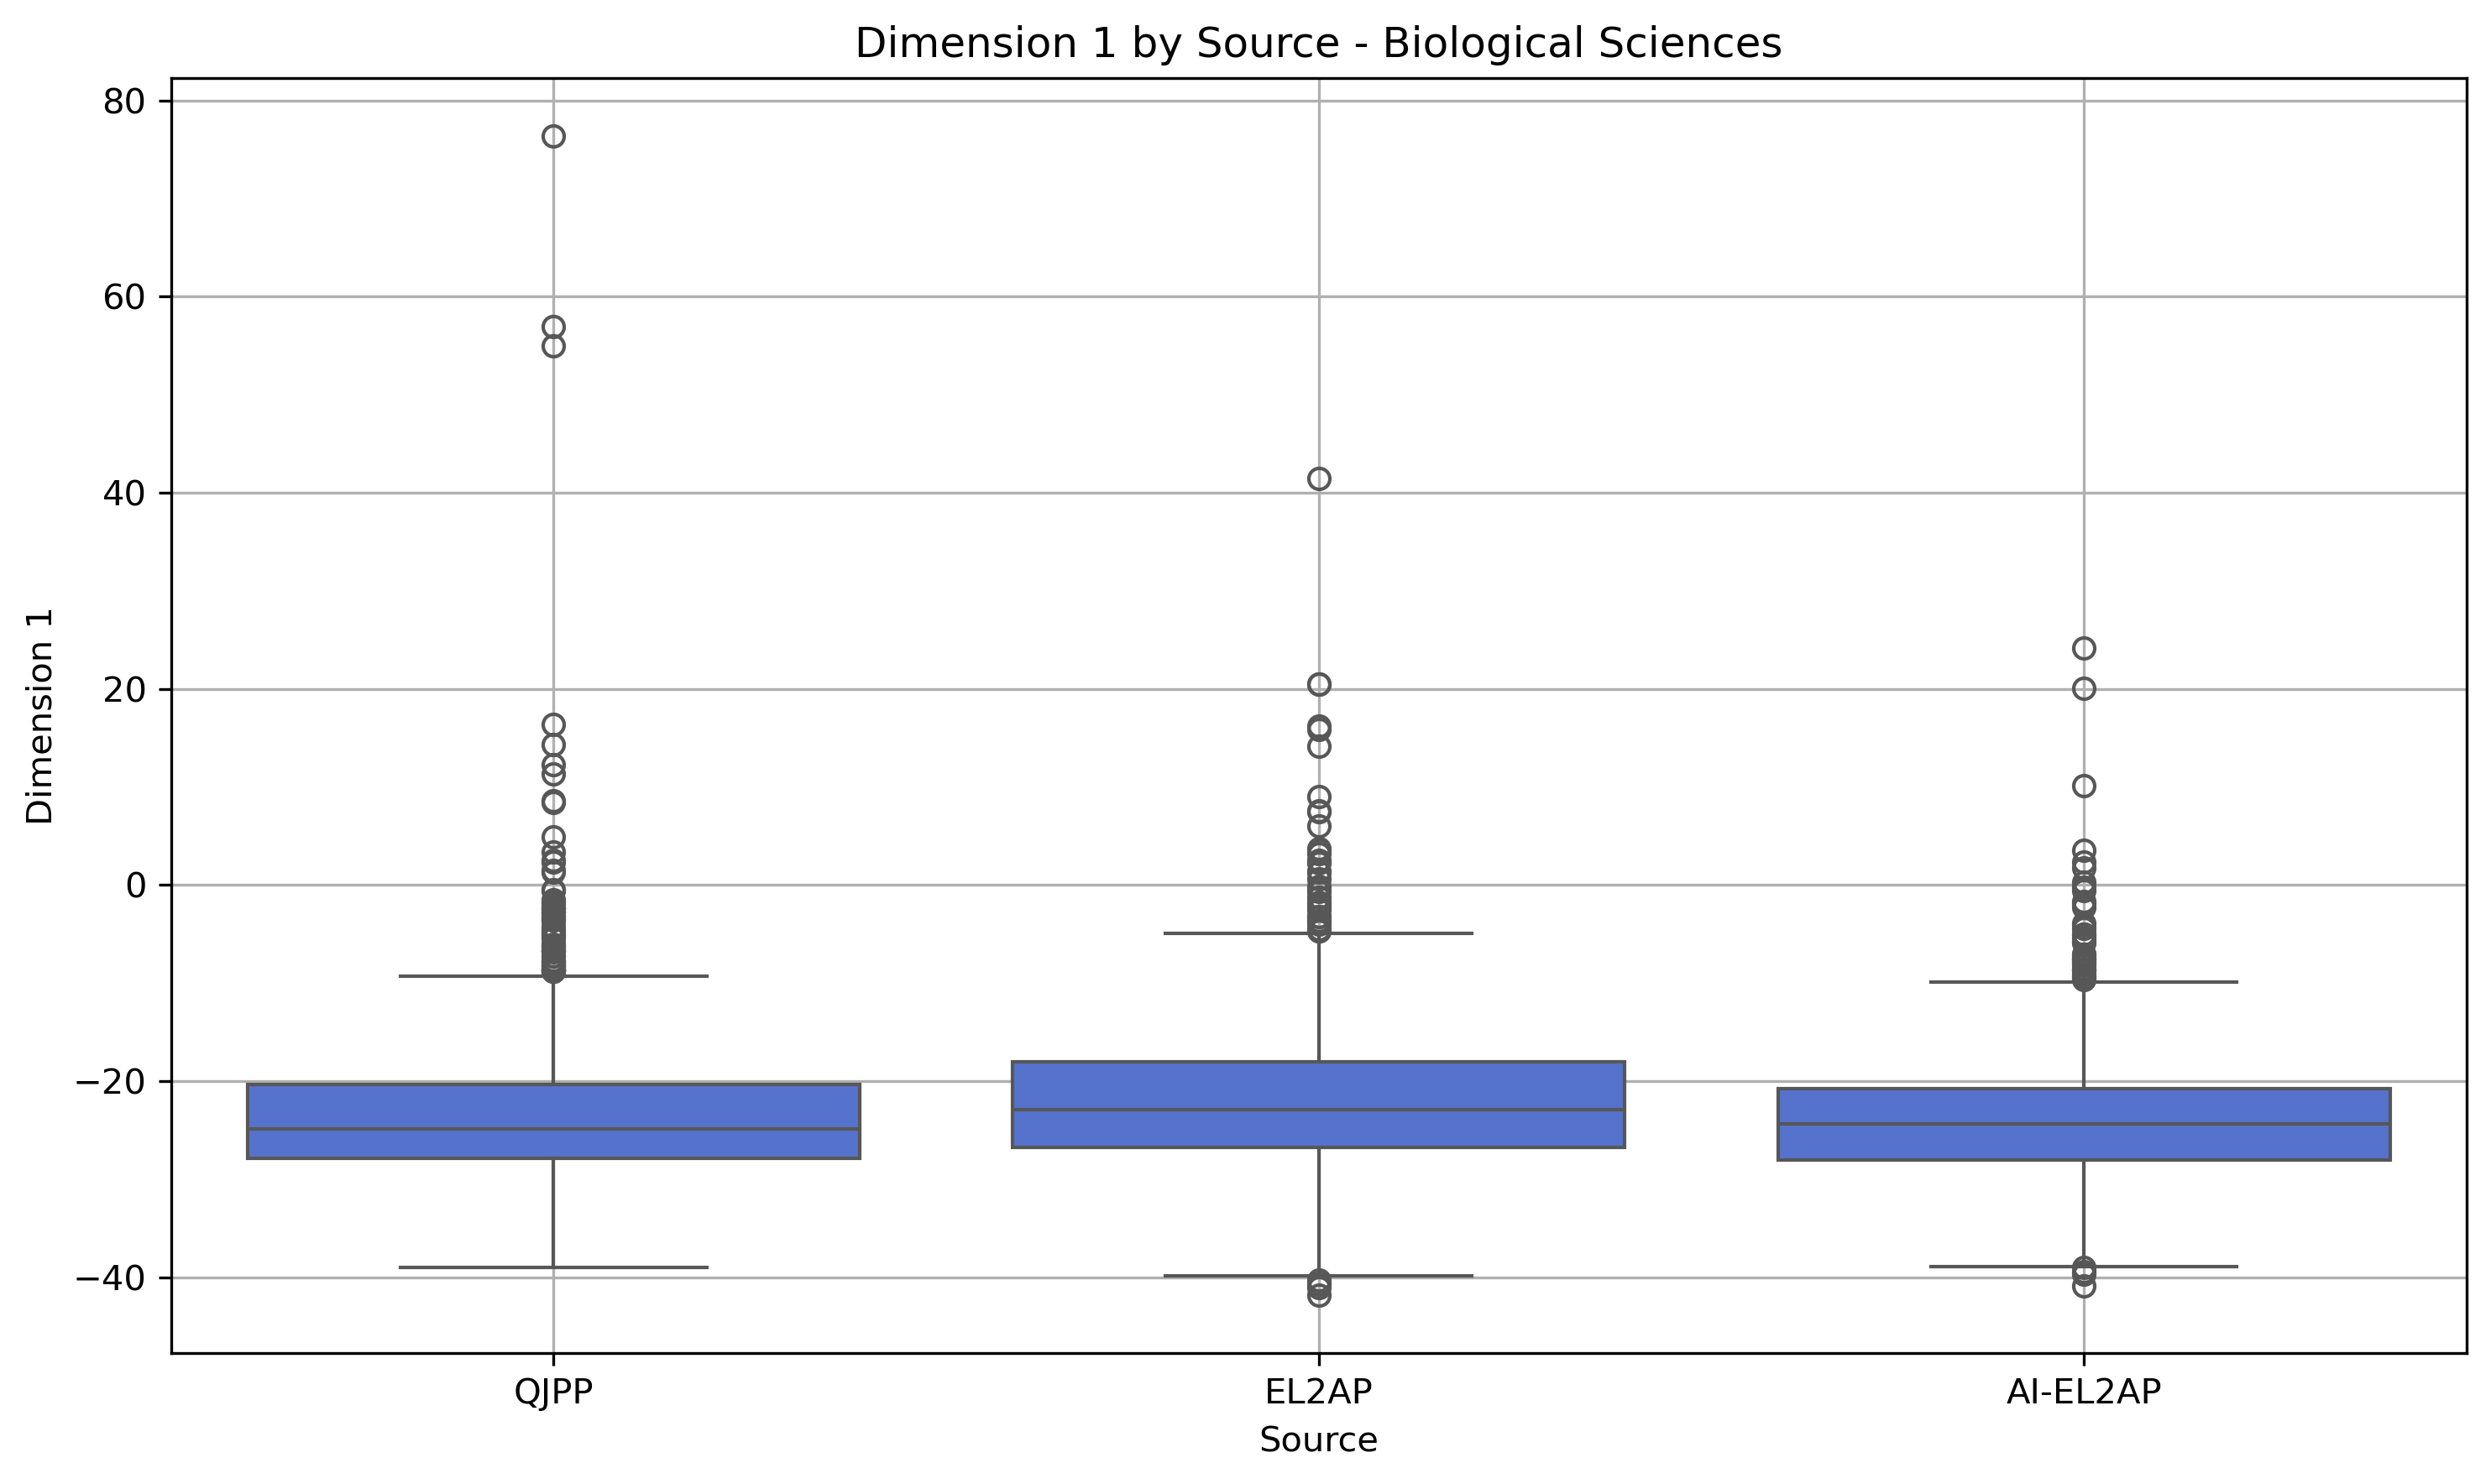 Dimension 1 by Source - Biological Sciences
80
60
40
20
0
−20
−40
Dimension 1
QJPP
EL2AP
AI-EL2AP
Source